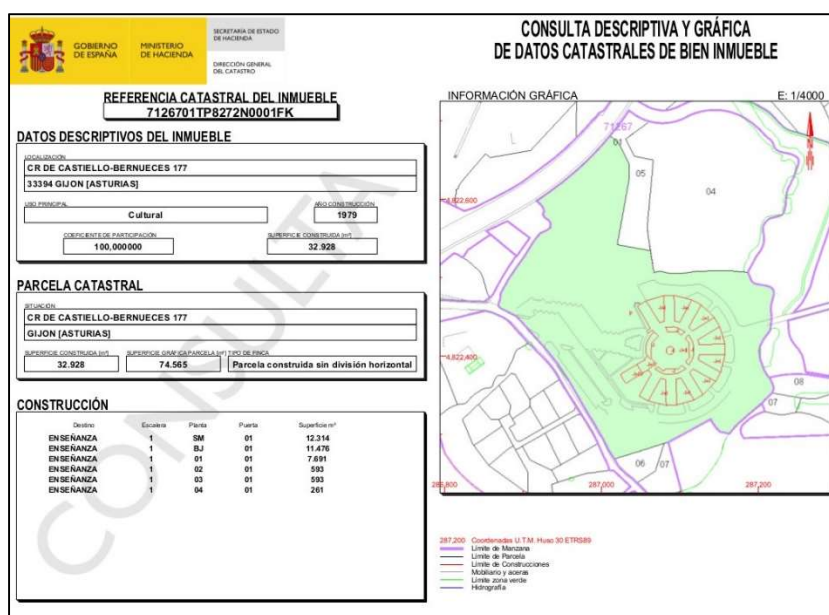 GOBIERNO
DE ESPAÑA
MINISTERIO
DE HACIENDA
SECRETARÍA DE ESTADO
DE HACIENDA
DIRECCIÓN GENERAL
DEL CATASTRO
CONSULTA DESCRIPTIVA Y GRÁFICA
DE DATOS CATASTRALES DE BIEN INMUEBLE
REFERENCIA CATASTRAL DEL INMUEBLE
7126701TP8272N0001FK
DATOS DESCRIPTIVOS DEL INMUEBLE
LOCALIZACIÓN
CR DE CASTIELLO-BERNUECES 177
33394 GIJON [ASTURIAS]
USO PRINCIPAL
Cultural
AÑO CONSTRUCCIÓN
1979
COEFICIENTE DE PARTICIPACIÓN
100,000000
SUPERFICIE CONSTRUIDA [m²]
32.928
PARCELA CATASTRAL
SITUACIÓN
CR DE CASTIELLO-BERNUECES 177
GIJON [ASTURIAS]
SUPERFICIE CONSTRUIDA [m²]
32.928
SUPERFICIE GRÁFICA PARCELA [m²]
74.565
TIPO DE FINCA
Parcela construida sin división horizontal
CONSTRUCCIÓN
Destino Escalera Planta Puerta Superficie m²
ENSEÑANZA 1 SM 01 12.314
ENSEÑANZA 1 BJ 01 11.476
ENSEÑANZA 1 01 01 7.691
ENSEÑANZA 1 02 01 593
ENSEÑANZA 1 03 01 593
ENSEÑANZA 1 04 01 261
CONSULTA
INFORMACIÓN GRÁFICA E: 1/4000
71267
01
05
04
4,822,600
4,822,400
08
07
06
07
287,000
287,200
287,200 Coordenadas U.T.M. Huso 30 ETRS89
Límite de Manzana
Límite de Parcela
Límite de Construcciones
Mobiliario y aceras
Límite zona verde
Hidrografía